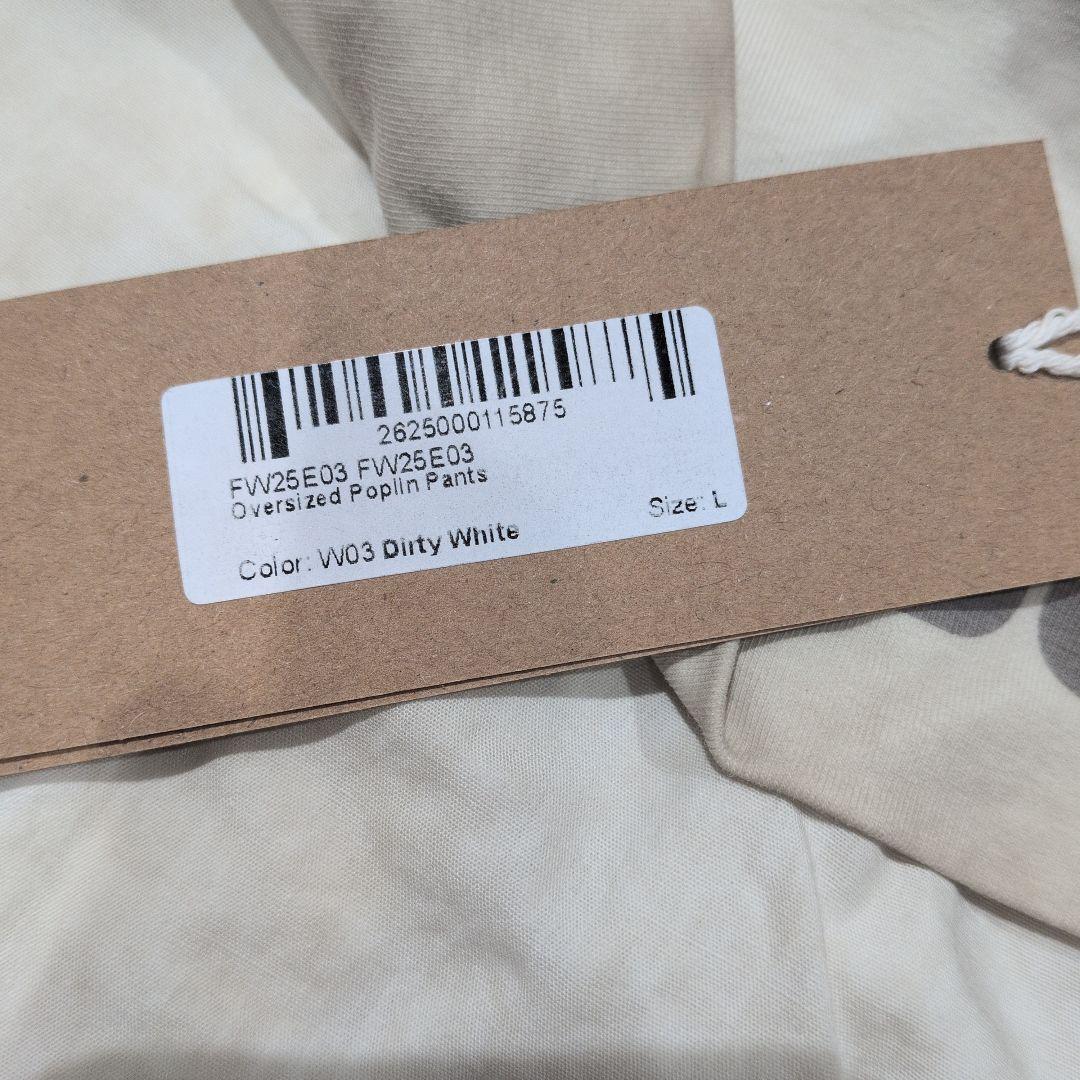 2625000115875
FW25E03 FW25E03
Oversized Poplin Pants
Size: L
Color: W03 Dirty White